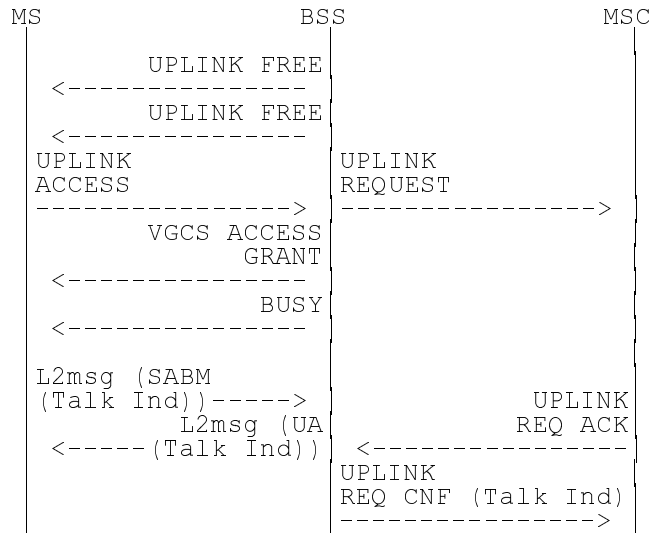 MS BSS MSC
UPLINK FREE
<---------------
UPLINK FREE
<---------------
UPLINK UPLINK
ACCESS REQUEST
----------------> ---------------->
VGCS ACCESS
GRANT
<---------------
BUSY
<---------------
L2msg (SABM
(Talk Ind))-----> UPLINK
L2msg (UA REQ ACK
<-----(Talk Ind)) <----------------
UPLINK
REQ CNF (Talk Ind)
---------------->